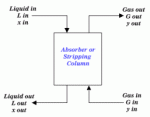 Liquid in
L in
x in
Gas out
G out
y out
Absorber or
Stripping
Column
Liquid out
L out
x out
Gas in
G in
y in